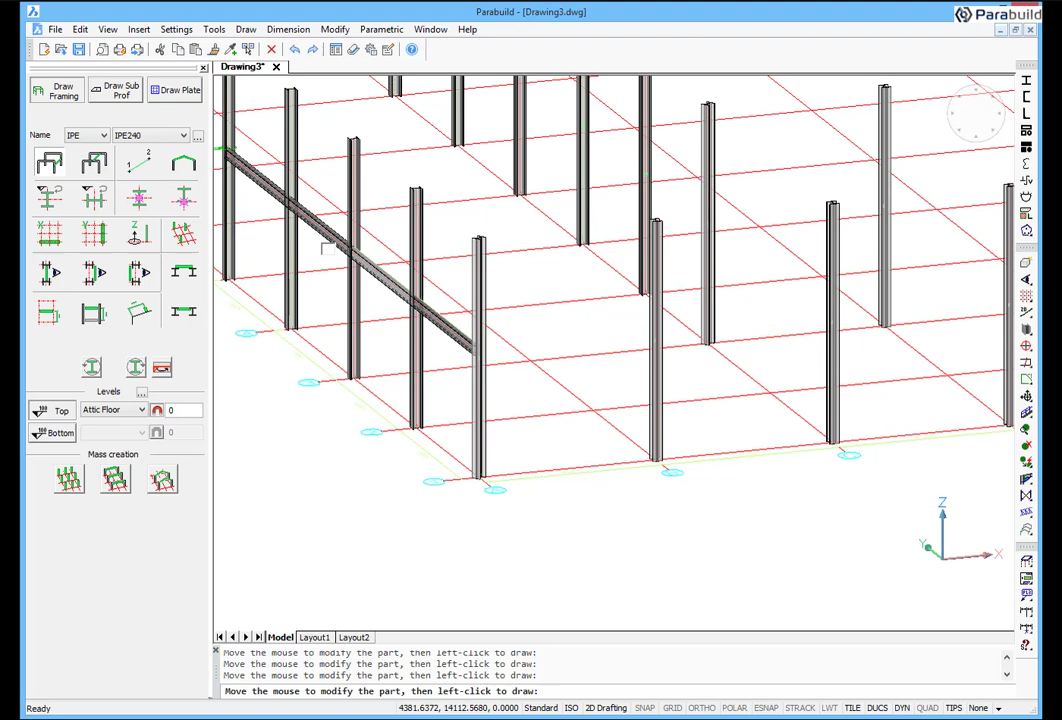 Parabuild - [Drawing3.dwg]
Parabuild
File Edit View Insert Settings Tools Draw Dimension Modify Parametric Window Help
Drawing3*
Draw Framing
Draw Sub Prof
Draw Plate
Name IPE IPE240 ...
1 2
X Y Z
Levels ...
Top Attic Floor 0
Bottom 0
Mass creation
Z
Y X
Model Layout1 Layout2
Move the mouse to modify the part, then left-click to draw:
Move the mouse to modify the part, then left-click to draw:
Move the mouse to modify the part, then left-click to draw:
Move the mouse to modify the part, then left-click to draw:
Ready 4381.6372, 14112.5680, 0.0000 Standard ISO 2D Drafting SNAP GRID ORTHO POLAR ESNAP STRACK LWT TILE DUCS DYN QUAD TIPS None